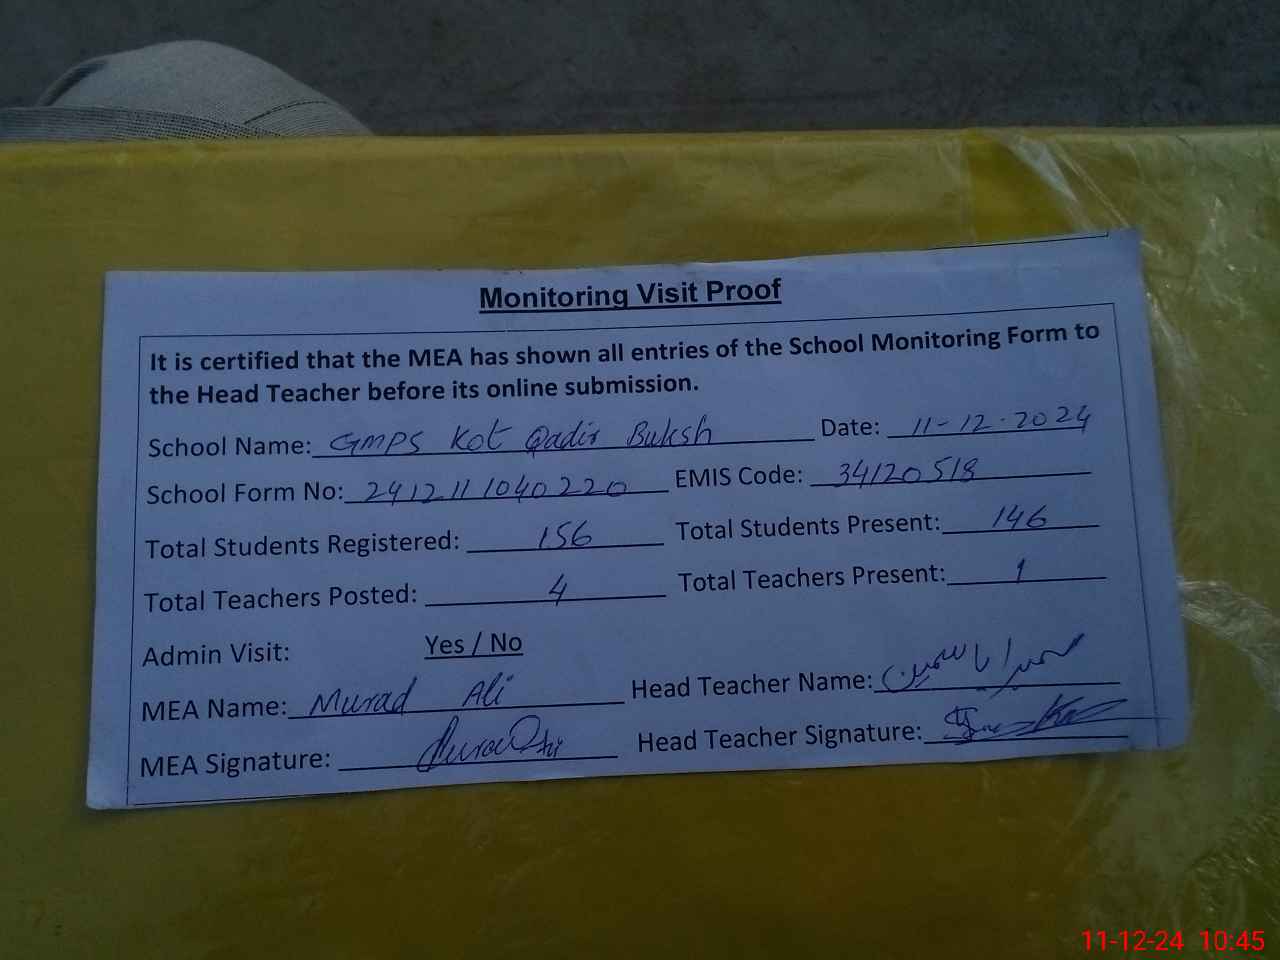 Monitoring Visit Proof
It is certified that the MEA has shown all entries of the School Monitoring Form to
the Head Teacher before its online submission.
School Name: GMPS Kot Qadir Buksh Date: 11-12-2024
School Form No: 2412111040220 EMIS Code: 34120518
Total Students Registered: 156 Total Students Present: 146
Total Teachers Posted: 4 Total Teachers Present: 1
Admin Visit: Yes / No
MEA Name: Murad Ali Head Teacher Name:
MEA Signature: Head Teacher Signature:
11-12-24 10:45